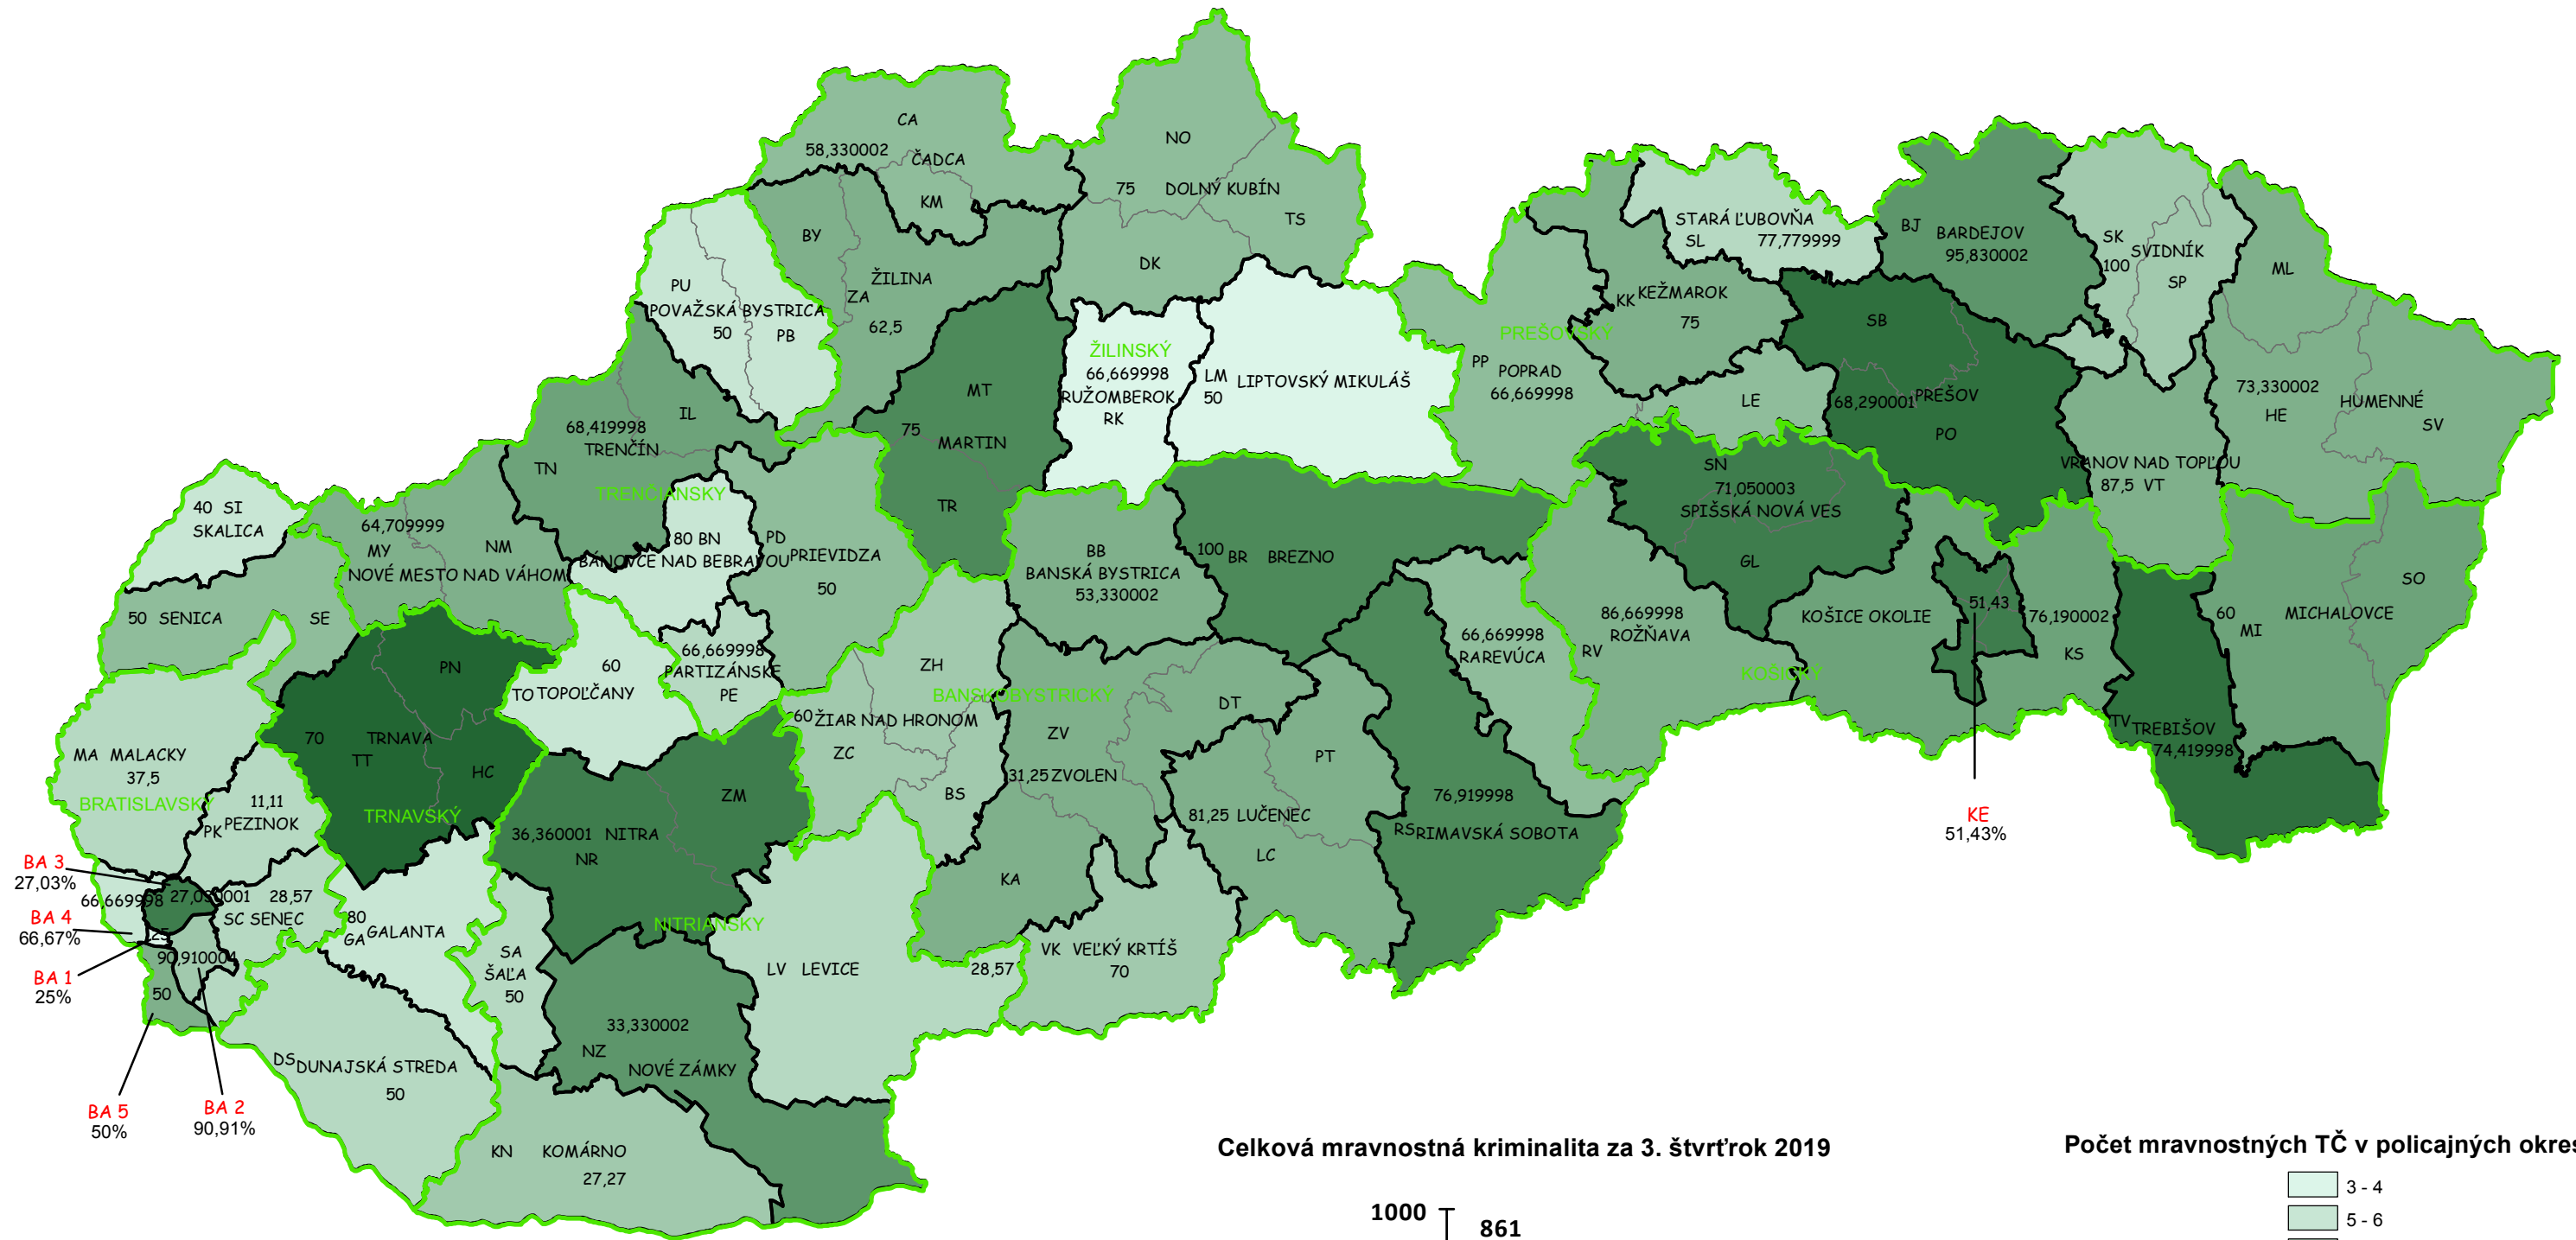 CA
58,330002
ČADCA
KM
NO
75 DOLNÝ KUBÍN
TS
DK
BY
ŽILINA
ZA
62,5
PU
POVAŽSKÁ BYSTRICA
50
PB
STARÁ ĽUBOVŇA
SL 77,779999
BJ
BARDEJOV
95,830002
SK
SVIDNÍK
100
SP
ML
KK KEŽMAROK
75
PREŠOVSKÝ
PP
POPRAD
66,669998
LE
SB
68,290001 PREŠOV
PO
73,330002
HUMENNÉ
HE
SV
VRANOV NAD TOPĽOU
87,5 VT
ŽILINSKÝ
66,669998
RUŽOMBEROK
RK
LM
50
LIPTOVSKÝ MIKULÁŠ
MT
75
MARTIN
TR
68,419998
TRENČÍN
IL
TN
TRENČIANSKY
40 SI
SKALICA
64,709999
MY
NM
NOVÉ MESTO NAD VÁHOM
80 BN
BÁNOVCE NAD BEBRAVOU
PD
PRIEVIDZA
50
50 SENICA
SE
BB
BANSKÁ BYSTRICA
53,330002
100 BR BREZNO
SN
71,050003
SPIŠSKÁ NOVÁ VES
GL
86,669998
ROŽŇAVA
RV
66,669998
RAREVÚCA
KOŠICE OKOLIE
51,43
76,190002
KS
KOŠICKÝ
60
MI
MICHALOVCE
SO
TV
TREBIŠOV
74,419998
PN
70
TRNAVA
TT
HC
TRNAVSKÝ
60
TO TOPOĽČANY
66,669998
PARTIZÁNSKE
PE
ZH
BANSKOBYSTRICKÝ
60 ŽIAR NAD HRONOM
ZC
BS
DT
ZV
31,25 ZVOLEN
KA
PT
81,25 LUČENEC
LC
76,919998
RS RIMAVSKÁ SOBOTA
KE
51,43%
MA MALACKY
37,5
BRATISLAVSKÝ
11,11
PK PEZINOK
ZM
36,360001 NITRA
NR
NITRIANSKY
BA 3
27,03%
66,669998
27,030001
28,57
SC SENEC
BA 4
66,67%
25
90,910004
BA 1
25%
50
80
GA GALANTA
SA
ŠAĽA
50
LV LEVICE
28,57
VK VEĽKÝ KRTÍŠ
70
33,330002
NZ
NOVÉ ZÁMKY
DS DUNAJSKÁ STREDA
50
BA 5
50%
BA 2
90,91%
KN KOMÁRNO
27,27
Celková mravnostná kriminalita za 3. štvrťrok 2019
1000
861
Počet mravnostných TČ v policajných okres
3 - 4
5 - 6